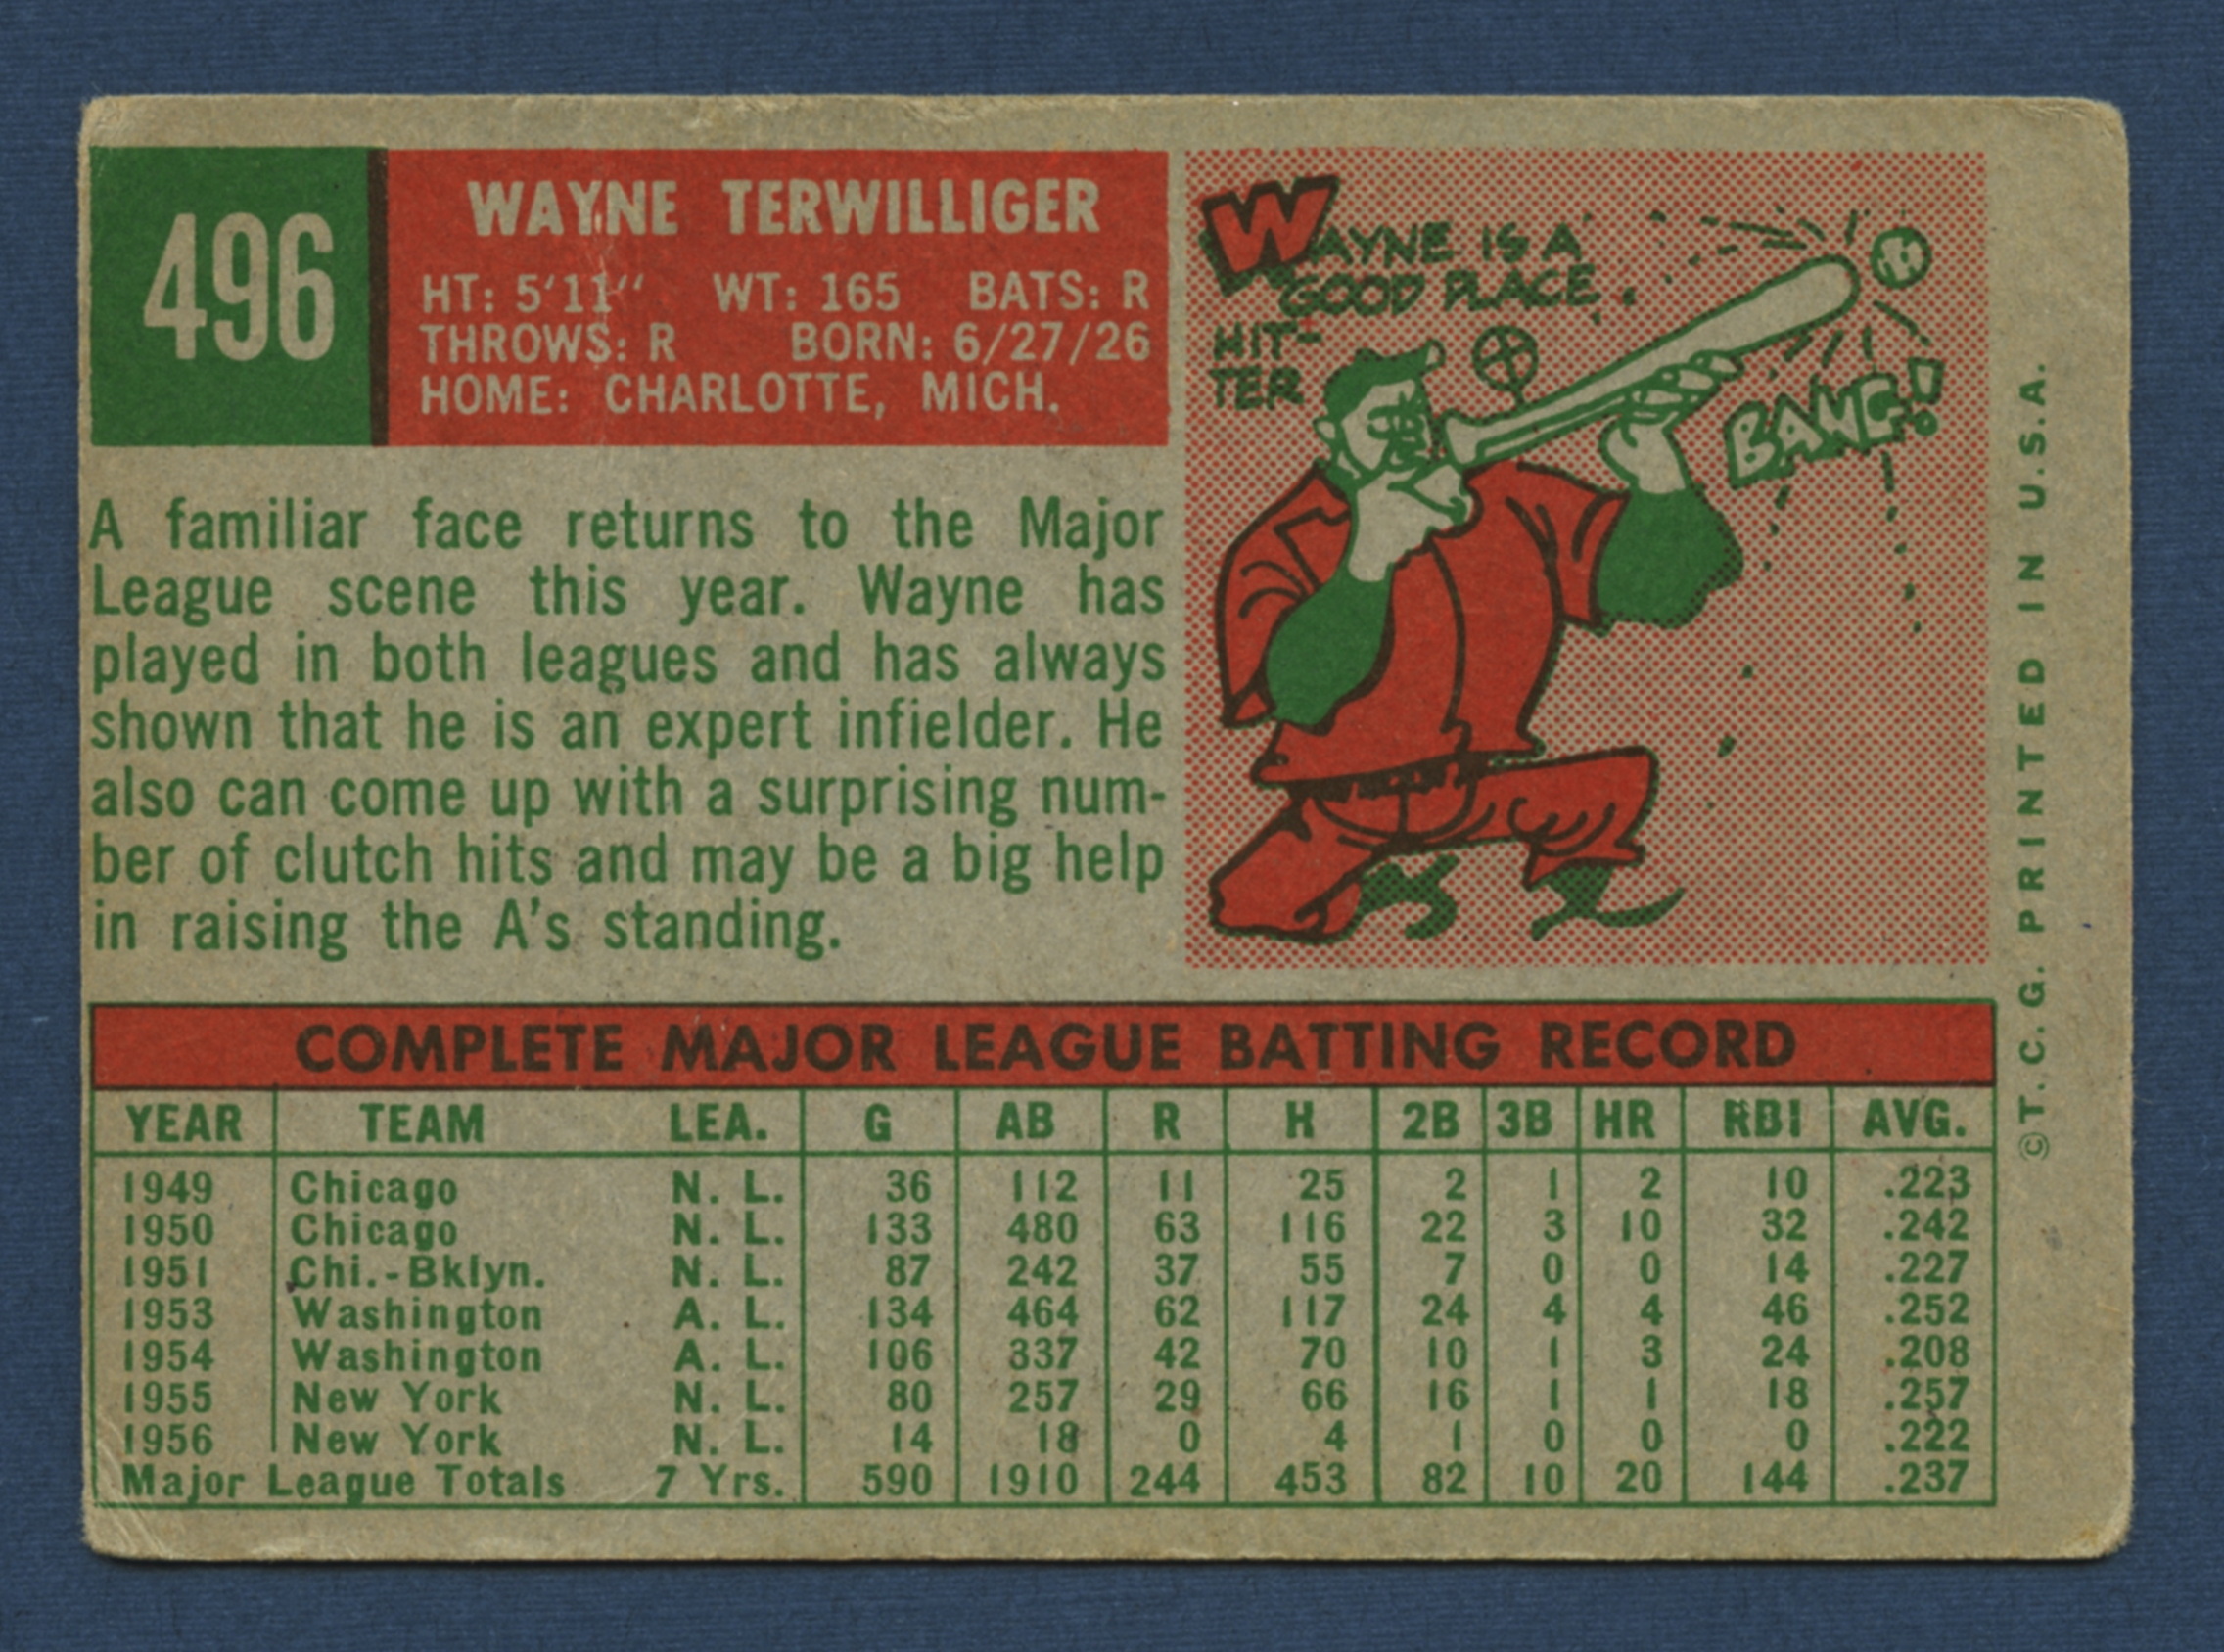 496
WAYNE TERWILLIGER
HT: 5'11" WT: 165 BATS: R
THROWS: R BORN: 6/27/26
HOME: CHARLOTTE, MICH.
A familiar face returns to the Major
League scene this year. Wayne has
played in both leagues and has always
shown that he is an expert infielder. He
also can come up with a surprising num-
ber of clutch hits and may be a big help
in raising the A's standing.
WAYNE IS A
GOOD PLACE
HIT-
TER
BANG!
COMPLETE MAJOR LEAGUE BATTING RECORD
YEAR TEAM LEA. G AB R H 2B 3B HR RBI AVG.
1949 Chicago N. L. 36 112 11 25 2 1 2 10 .223
1950 Chicago N. L. 133 480 63 116 22 3 10 32 .242
1951 Chi.-Bklyn. N. L. 87 242 37 55 7 0 0 14 .227
1953 Washington A. L. 134 464 62 117 24 4 4 46 .252
1954 Washington A. L. 106 337 42 70 10 1 3 24 .208
1955 New York N. L. 80 257 29 66 16 1 1 18 .257
1956 New York N. L. 14 18 0 4 1 0 0 0 .222
Major League Totals 7 Yrs. 590 1910 244 453 82 10 20 144 .237
©T.C.G. PRINTED IN U.S.A.